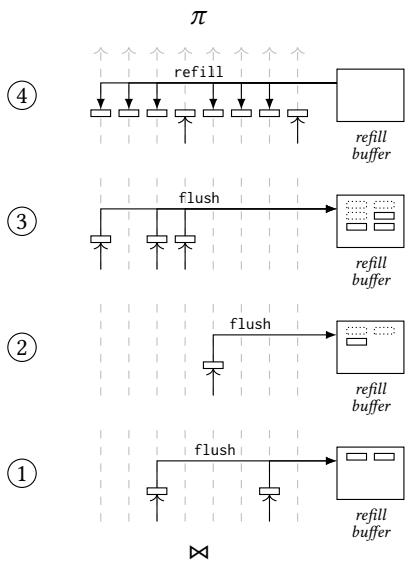 π
④ refill
refill
buffer
③ flush
refill
buffer
② flush
refill
buffer
① flush
refill
buffer
⋈